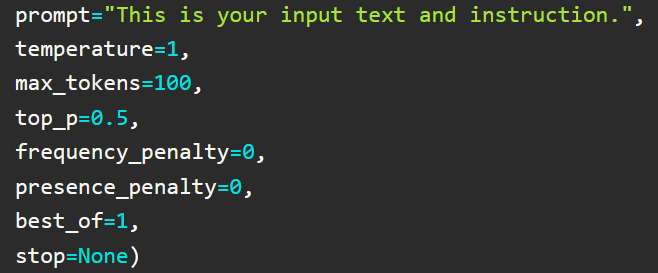 prompt="This is your input text and instruction.",
temperature=1,
max_tokens=100,
top_p=0.5,
frequency_penalty=0,
presence_penalty=0,
best_of=1,
stop=None)